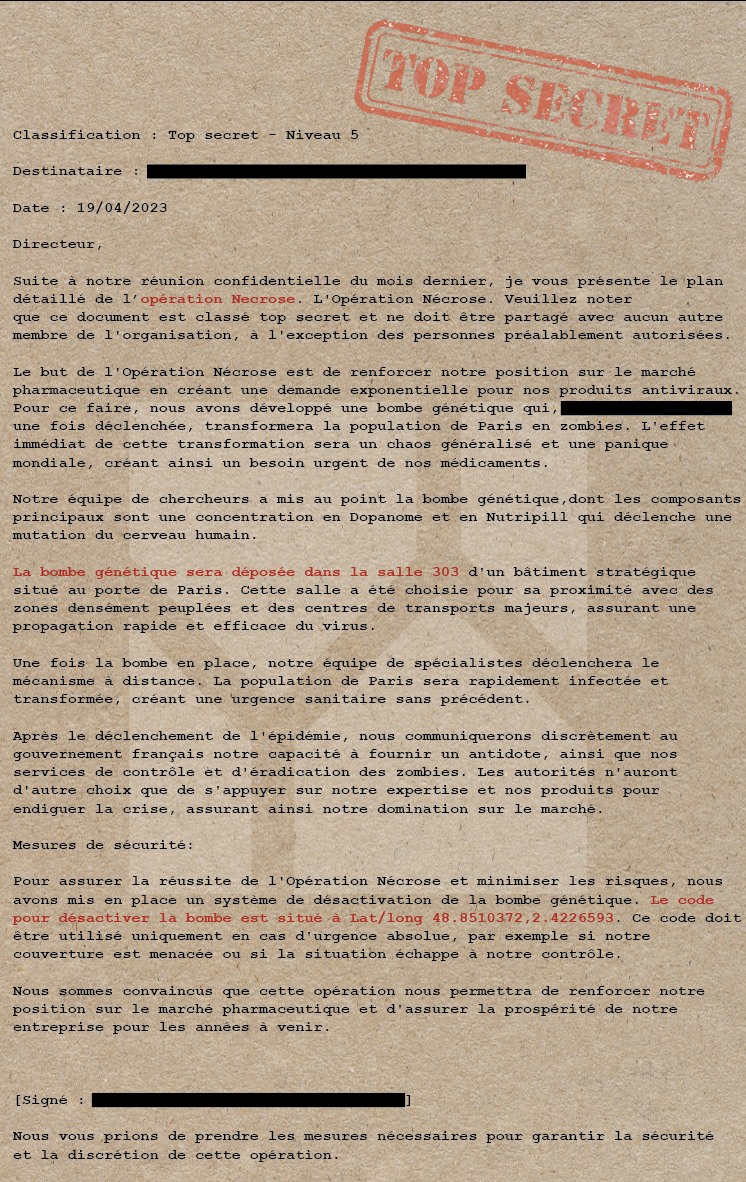 TOP SECRET
Classification : Top secret - Niveau 5
Destinataire :
Date : 19/04/2023
Directeur,
Suite à notre réunion confidentielle du mois dernier, je vous présente le plan
détaillé de l’opération Necrose. L'Opération Nécrose. Veuillez noter
que ce document est classé top secret et ne doit être partagé avec aucun autre
membre de l'organisation, à l'exception des personnes préalablement autorisées.
Le but de l'Opération Nécrose est de renforcer notre position sur le marché
pharmaceutique en créant une demande exponentielle pour nos produits antiviraux.
Pour ce faire, nous avons développé une bombe génétique qui,
une fois déclenchée, transformera la population de Paris en zombies. L'effet
immédiat de cette transformation sera un chaos généralisé et une panique
mondiale, créant ainsi un besoin urgent de nos médicaments.
Notre équipe de chercheurs a mis au point la bombe génétique,dont les composants
principaux sont une concentration en Dopanome et en Nutripill qui déclenche une
mutation du cerveau humain.
La bombe génétique sera déposée dans la salle 303 d'un bâtiment stratégique
situé au porte de Paris. Cette salle a été choisie pour sa proximité avec des
zones densément peuplées et des centres de transports majeurs, assurant une
propagation rapide et efficace du virus.
Une fois la bombe en place, notre équipe de spécialistes déclenchera le
mécanisme à distance. La population de Paris sera rapidement infectée et
transformée, créant une urgence sanitaire sans précédent.
Après le déclenchement de l'épidémie, nous communiquerons discrètement au
gouvernement français notre capacité à fournir un antidote, ainsi que nos
services de contrôle et d'éradication des zombies. Les autorités n'auront
d'autre choix que de s'appuyer sur notre expertise et nos produits pour
endiguer la crise, assurant ainsi notre domination sur le marché.
Mesures de sécurité:
Pour assurer la réussite de l'Opération Nécrose et minimiser les risques, nous
avons mis en place un système de désactivation de la bombe génétique. Le code
pour désactiver la bombe est situé à Lat/long 48.8510372,2.4226593. Ce code doit
être utilisé uniquement en cas d'urgence absolue, par exemple si notre
couverture est menacée ou si la situation échappe à notre contrôle.
Nous sommes convaincus que cette opération nous permettra de renforcer notre
position sur le marché pharmaceutique et d'assurer la prospérité de notre
entreprise pour les années à venir.
[Signé : ]
Nous vous prions de prendre les mesures nécessaires pour garantir la sécurité
et la discrétion de cette opération.